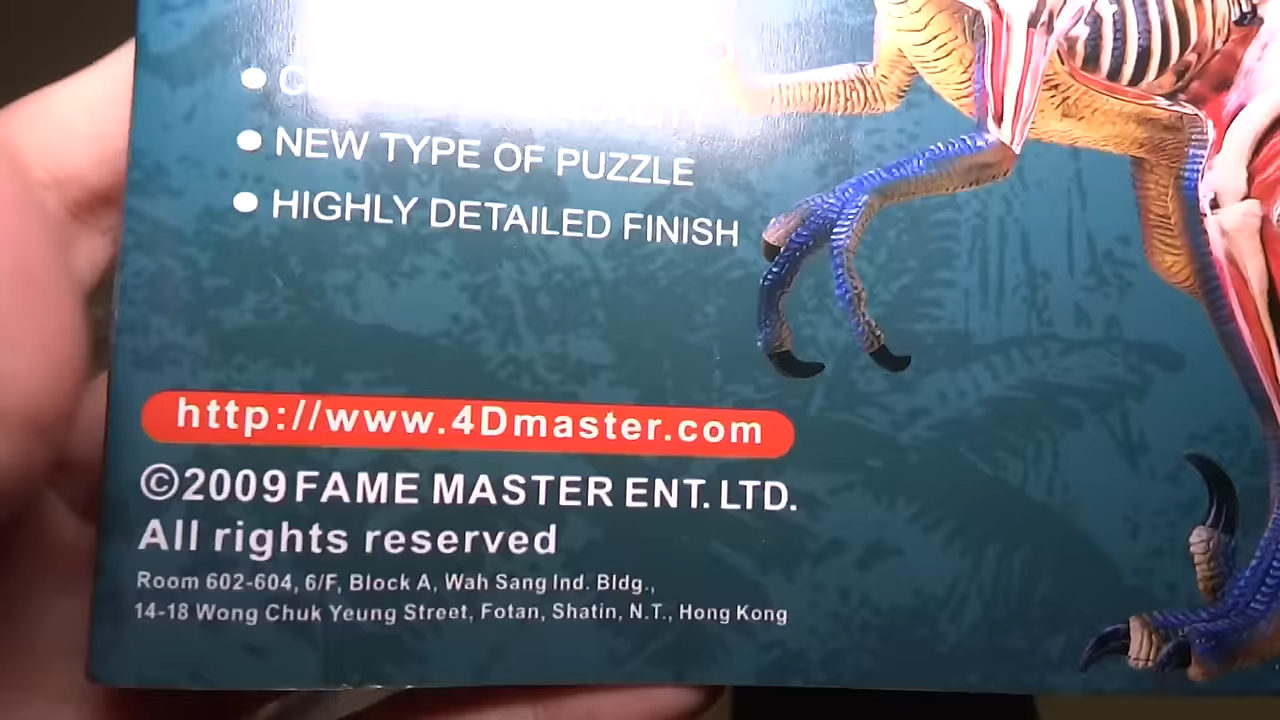 ● NEW TYPE OF PUZZLE
● HIGHLY DETAILED FINISH
http://www.4Dmaster.com
©2009 FAME MASTER ENT. LTD.
All rights reserved
Room 602-604, 6/F, Block A, Wah Sang Ind. Bldg.,
14-18 Wong Chuk Yeung Street, Fotan, Shatin, N.T., Hong Kong